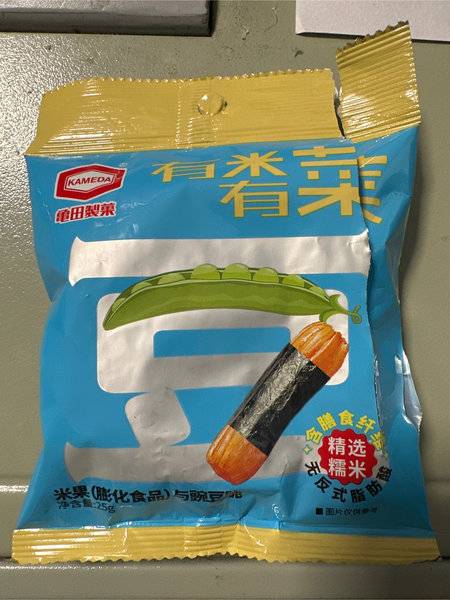 KAMEDA
亀田製菓
有米
有菜
豆
含膳食纤维
精选
糯米
无反式脂肪酸
米果(膨化食品)与豌豆脆
净含量:25g
■图片仅供参考